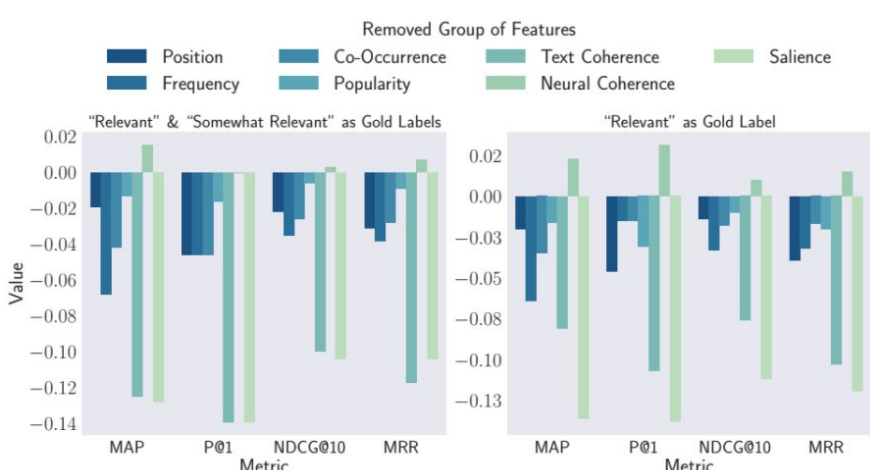 Removed Group of Features
Position Co-Occurrence Text Coherence Salience
Frequency Popularity Neural Coherence
“Relevant” & “Somewhat Relevant” as Gold Labels
0.02
0.00
−0.02
−0.04
−0.06
−0.08
−0.10
−0.12
−0.14
Value
MAP P@1 NDCG@10 MRR
Metric
“Relevant” as Gold Label
0.02
0.00
−0.03
−0.05
−0.08
−0.10
−0.13
MAP P@1 NDCG@10 MRR
Metric